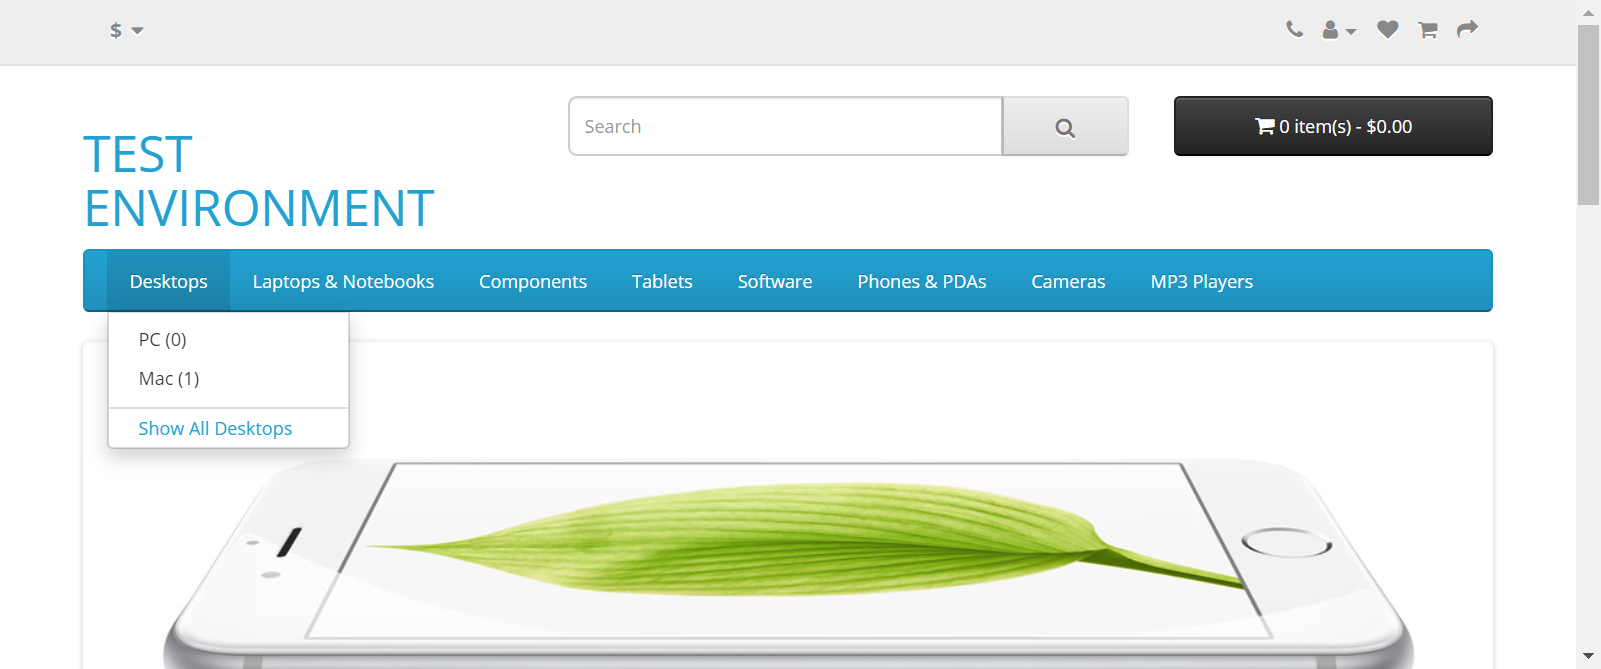 $
Search
0 item(s) - $0.00
TEST
ENVIRONMENT
Desktops Laptops & Notebooks Components Tablets Software Phones & PDAs Cameras MP3 Players
PC (0)
Mac (1)
Show All Desktops